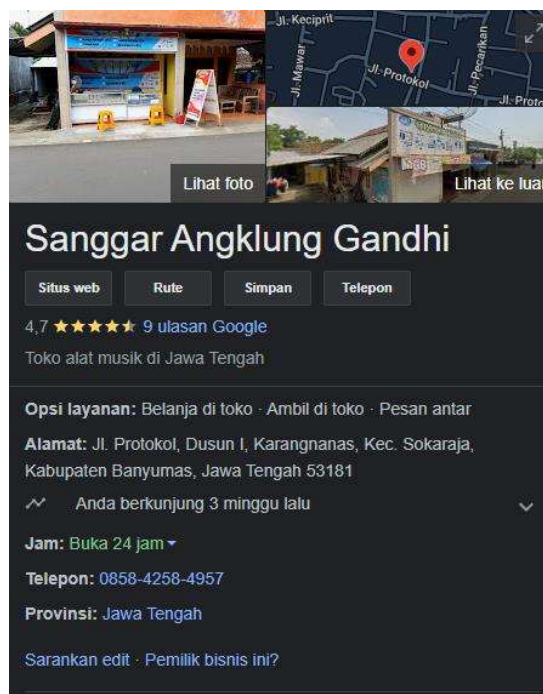 Jl. Keciprit
Jl. Mawar
Jl. Protokol
Jl. Pecarikan
Jl. Proto
Lihat foto
Lihat ke luar
Sanggar Angklung Gandhi
Situs web
Rute
Simpan
Telepon
4,7 9 ulasan Google
Toko alat musik di Jawa Tengah
Opsi layanan: Belanja di toko · Ambil di toko · Pesan antar
Alamat: Jl. Protokol, Dusun I, Karangnanas, Kec. Sokaraja,
Kabupaten Banyumas, Jawa Tengah 53181
Anda berkunjung 3 minggu lalu
Jam: Buka 24 jam
Telepon: 0858-4258-4957
Provinsi: Jawa Tengah
Sarankan edit · Pemilik bisnis ini?